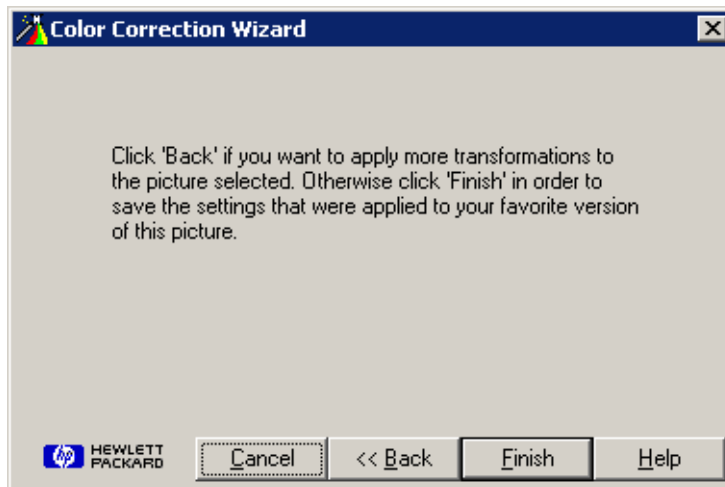 Color Correction Wizard
Click 'Back' if you want to apply more transformations to
the picture selected. Otherwise click 'Finish' in order to
save the settings that were applied to your favorite version
of this picture.
hp HEWLETT
PACKARD
Cancel << Back Finish Help